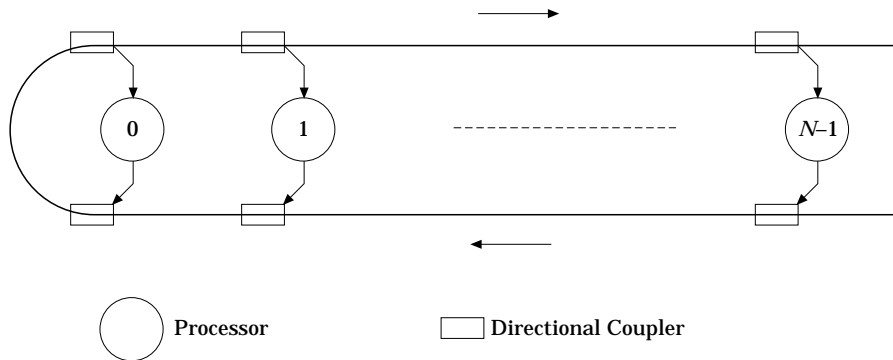 0
1
N–1
Processor
Directional Coupler